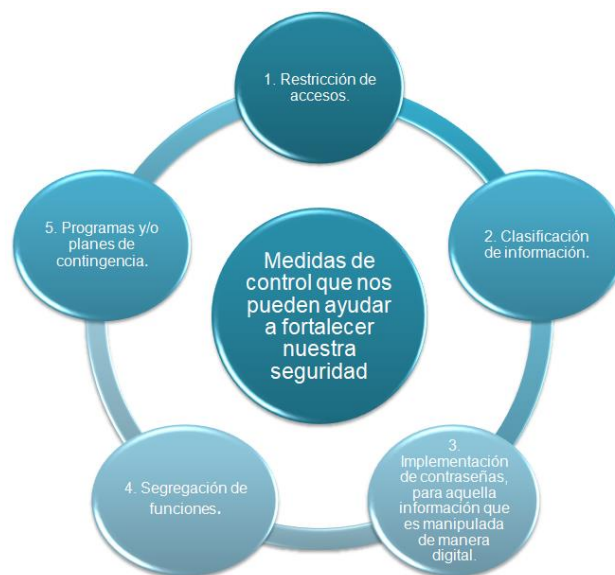 1. Restricción de
accesos.
2. Clasificación
de información.
3.
Implementación
de contraseñas,
para aquella
información que
es manipulada
de manera
digital.
4. Segregación de
funciones.
5. Programas y/o
planes de
contingencia.
Medidas de
control que nos
pueden ayudar
a fortalecer
nuestra
seguridad